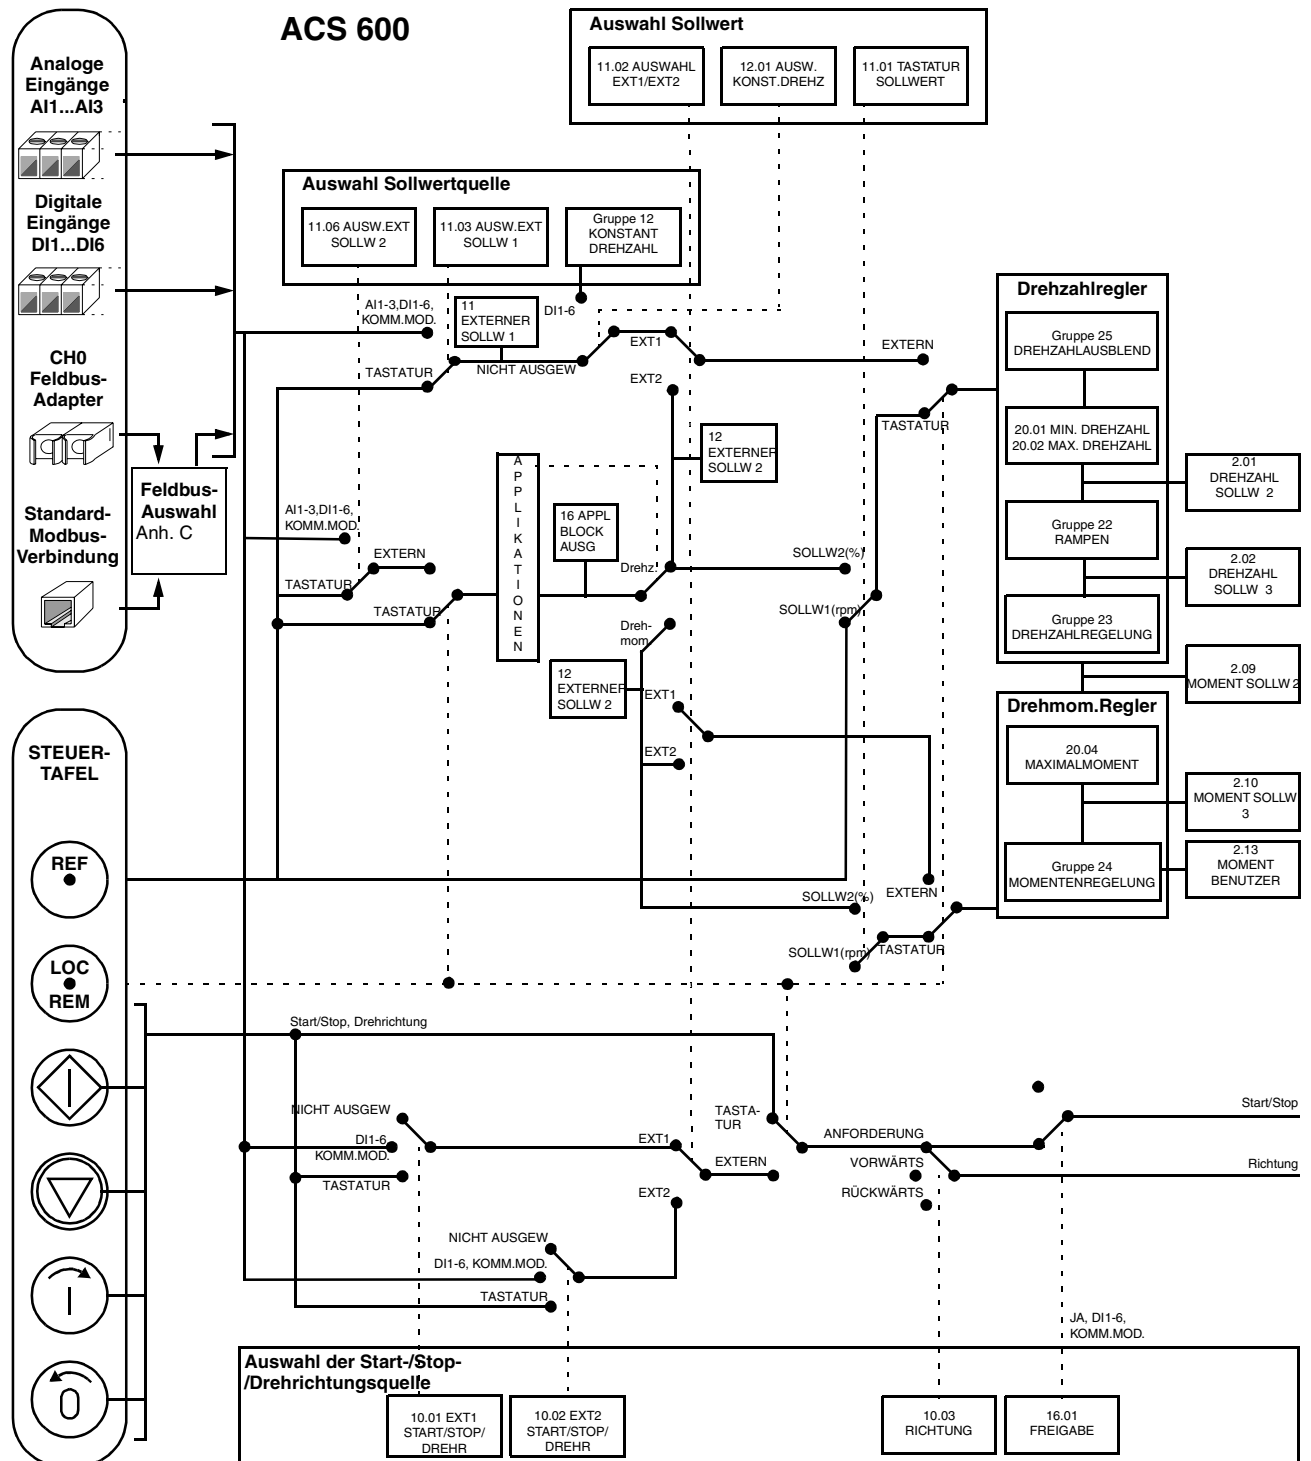 ACS 600
Analoge
Eingänge
AI1...AI3
Digitale
Eingänge
DI1...DI6
CH0
Feldbus-
Adapter
Standard-
Modbus-
Verbindung
Feldbus-
Auswahl
Anh. C
Auswahl Sollwert
11.02 AUSWAHL
EXT1/EXT2
12.01 AUSW.
KONST.DREHZ
11.01 TASTATUR
SOLLWERT
Auswahl Sollwertquelle
11.06 AUSW.EXT
SOLLW 2
11.03 AUSW.EXT
SOLLW 1
Gruppe 12
KONSTANT
DREHZAHL
AI1-3,DI1-6,
KOMM.MOD.
11
EXTERNER
SOLLW 1
DI1-6
EXT1
TASTATUR
NICHT AUSGEW
EXT2
EXTERN
TASTATUR
12
EXTERNER
SOLLW 2
AI1-3,DI1-6,
KOMM.MOD.
EXTERN
TASTATUR
TASTATUR
APPLIKATIONEN
16 APPL
BLOCK
AUSG
Drehz.
SOLLW2(%)
SOLLW1(rpm)
Dreh-
mom.
12
EXTERNER
SOLLW 2
EXT1
EXT2
Drehzahlregler
Gruppe 25
DREHZAHLAUSBLEND
20.01 MIN. DREHZAHL
20.02 MAX. DREHZAHL
2.01
DREHZAHL
SOLLW 2
Gruppe 22
RAMPEN
2.02
DREHZAHL
SOLLW 3
Gruppe 23
DREHZAHLREGELUNG
2.09
MOMENT SOLLW 2
Drehmom.Regler
20.04
MAXIMALMOMENT
2.10
MOMENT SOLLW
3
Gruppe 24
MOMENTENREGELUNG
2.13
MOMENT
BENUTZER
SOLLW2(%)
EXTERN
SOLLW1(rpm)
TASTATUR
STEUER-
TAFEL
REF
LOC
REM
Start/Stop, Drehrichtung
NICHT AUSGEW
DI1-6
KOMM.MOD.
TASTATUR
EXT1
EXT2
EXTERN
TASTA-
TUR
ANFORDERUNG
VORWÄRTS
RÜCKWÄRTS
Start/Stop
Richtung
NICHT AUSGEW
DI1-6, KOMM.MOD.
TASTATUR
JA, DI1-6,
KOMM.MOD.
Auswahl der Start-/Stop-
/Drehrichtungsquelle
10.01 EXT1
START/STOP/
DREHR
10.02 EXT2
START/STOP/
DREHR
10.03
RICHTUNG
16.01
FREIGABE